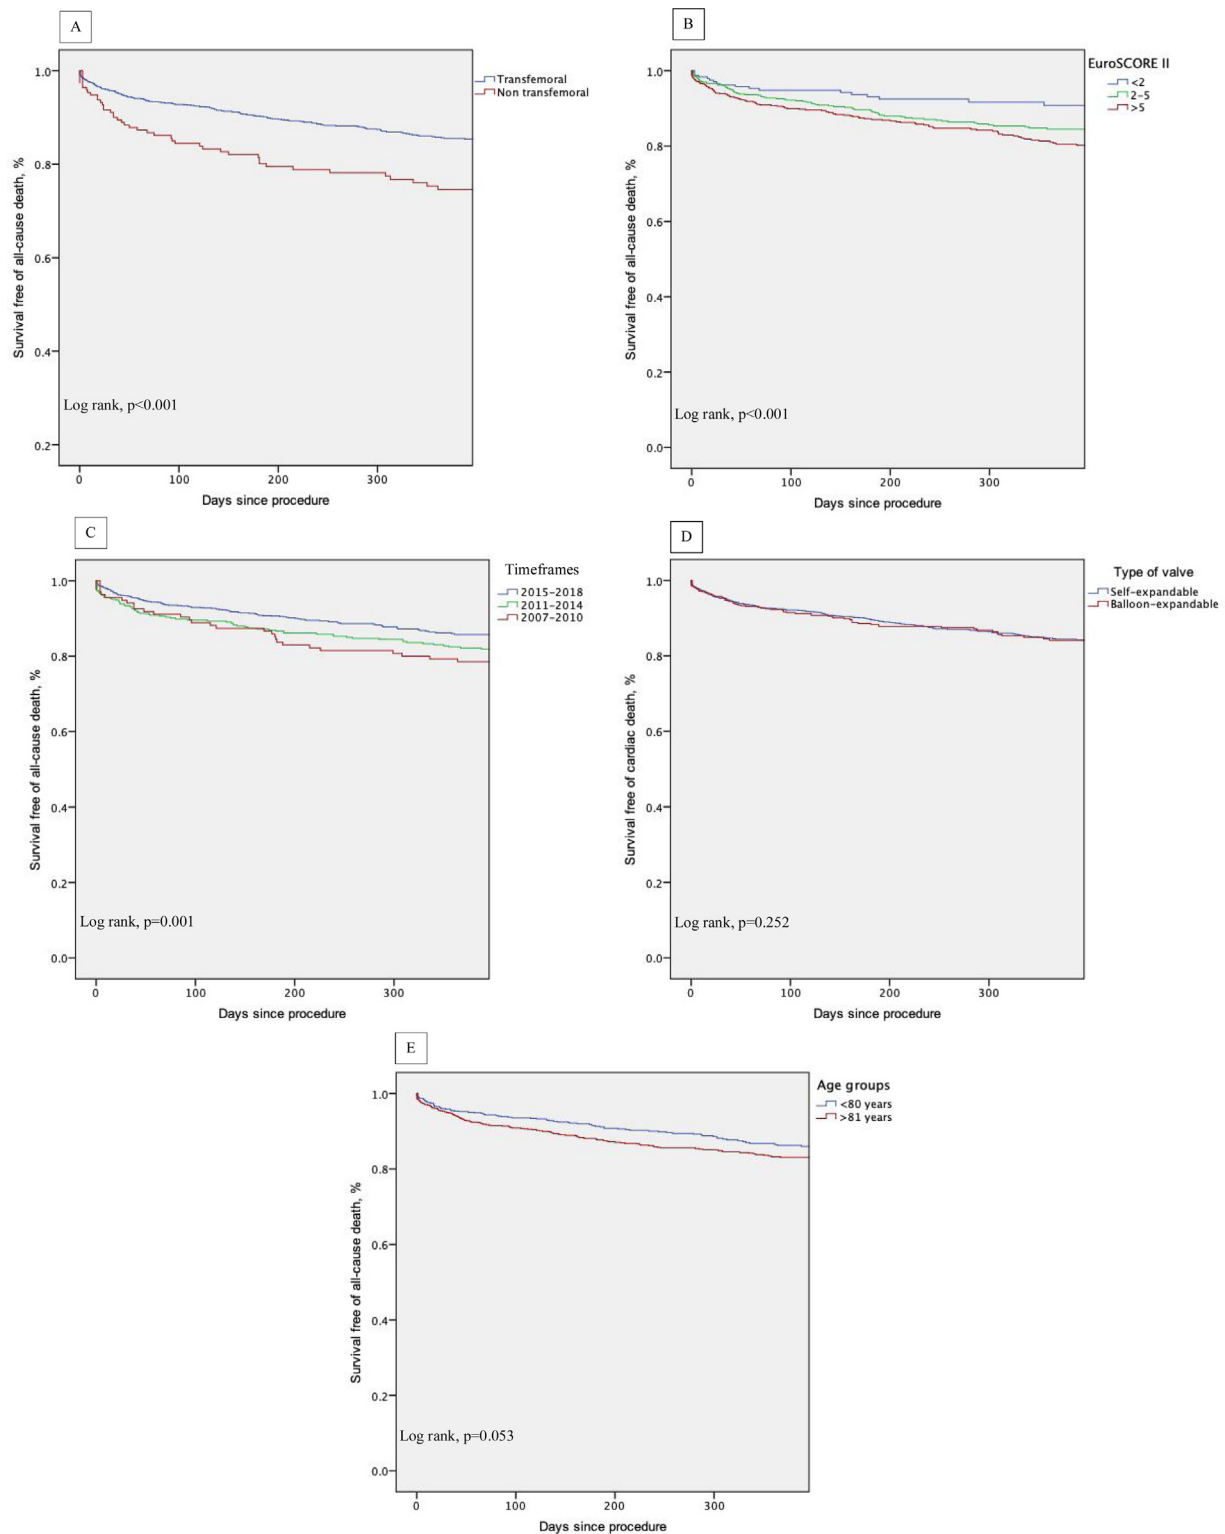 A
1.0
0.8
0.6
0.4
0.2
Survival free of all-cause death, %
Transfemoral
Non transfemoral
Log rank, p<0.001
0 100 200 300
Days since procedure
B
1.0
0.8
0.6
0.4
0.2
0.0
Survival free of all-cause death, %
EuroSCORE II
<2
2-5
>5
Log rank, p<0.001
0 100 200 300
Days since procedure
C
1.0
0.8
0.6
0.4
0.2
0.0
Survival free of all-cause death, %
Timeframes
2015-2018
2011-2014
2007-2010
Log rank, p=0.001
0 100 200 300
Days since procedure
D
1.0
0.8
0.6
0.4
0.2
0.0
Survival free of cardiac death, %
Type of valve
Self-expandable
Balloon-expandable
Log rank, p=0.252
0 100 200 300
Days since procedure
E
1.0
0.8
0.6
0.4
0.2
0.0
Survival free of all-cause death, %
Age groups
<80 years
>81 years
Log rank, p=0.053
0 100 200 300
Days since procedure